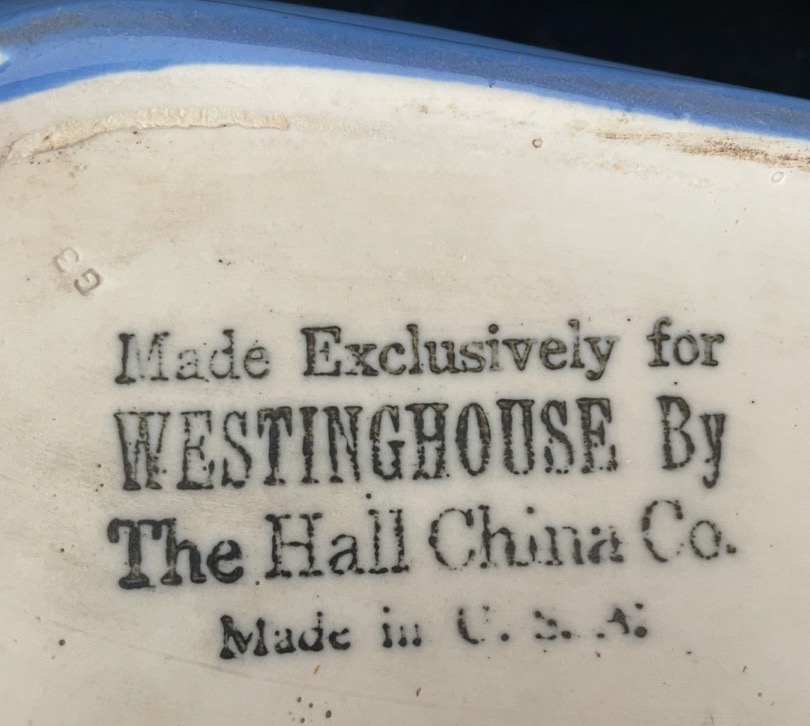 Made Exclusively for
WESTINGHOUSE By
The Hall China Co.
Made in U. S. A.